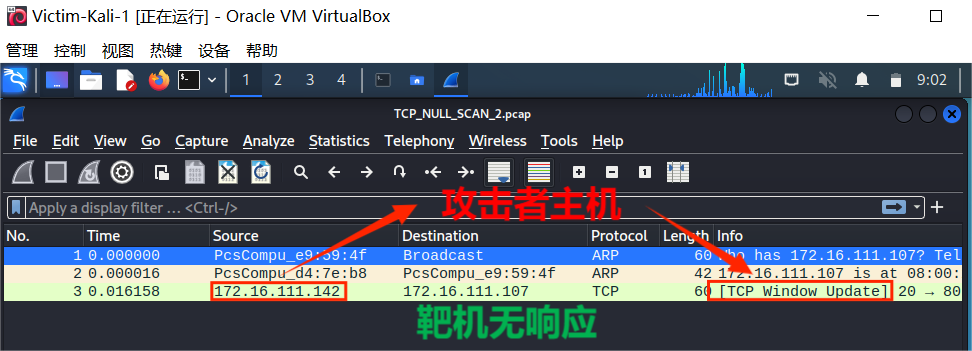 Victim-Kali-1 [正在运行] - Oracle VM VirtualBox
管理 控制 视图 热键 设备 帮助
1 2 3 4 9:02
TCP_NULL_SCAN_2.pcap
File Edit View Go Capture Analyze Statistics Telephony Wireless Tools Help
Apply a display filter ... <Ctrl-/>
攻击者主机
No. Time Source Destination Protocol Length Info
1 0.000000 PcsCompu_e9:59:4f Broadcast ARP 60 Who has 172.16.111.107? Tel
2 0.000016 PcsCompu_d4:7e:b8 PcsCompu_e9:59:4f ARP 42 172.16.111.107 is at 08:00:
3 0.016158 172.16.111.142 172.16.111.107 TCP 60 [TCP Window Update] 20 → 80
靶机无响应